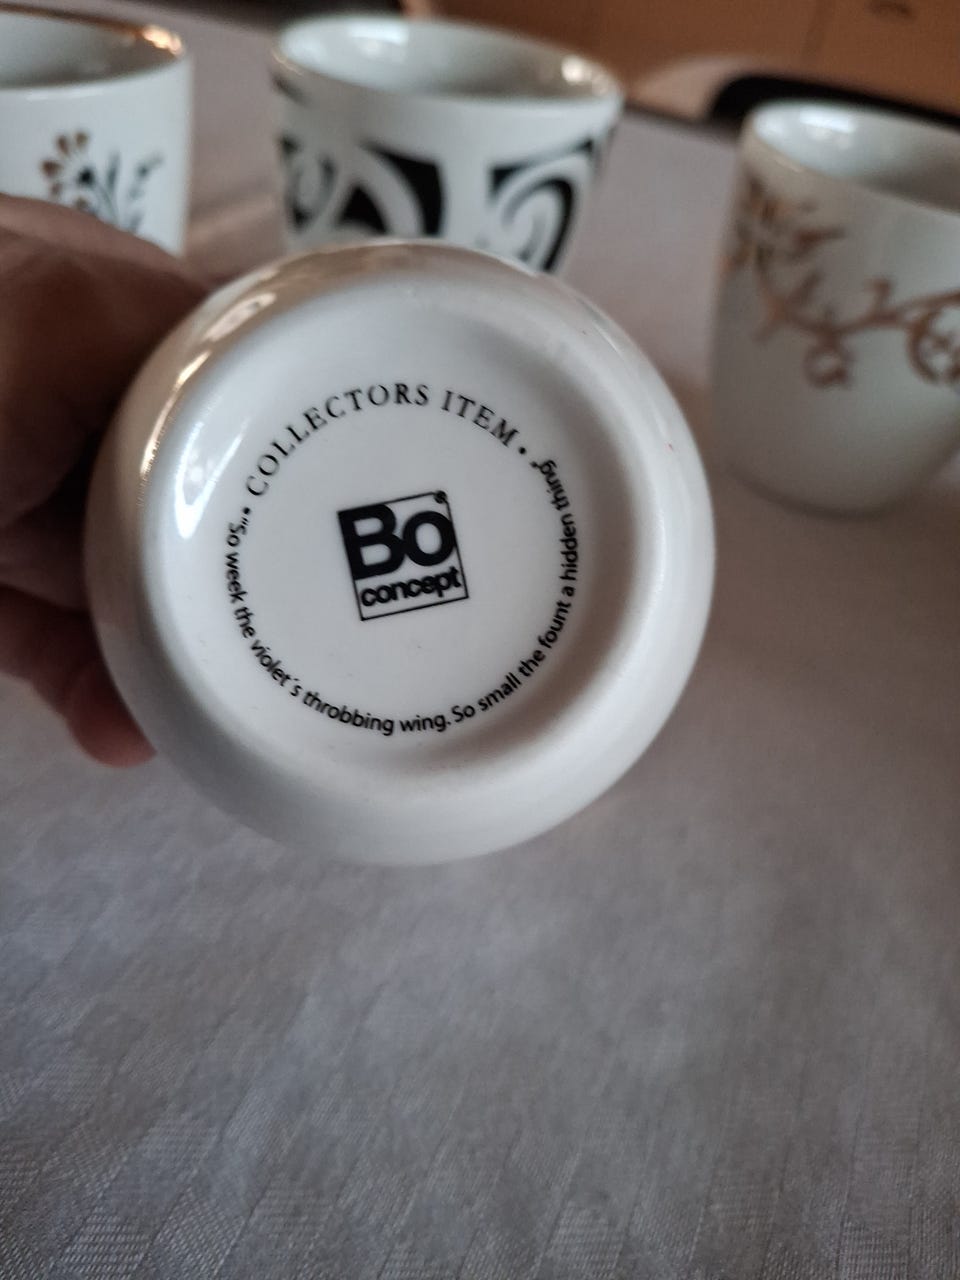 • COLLECTORS ITEM •
Bo
concept
"So week the violet´s throbbing wing. So small the fount a hidden thing"